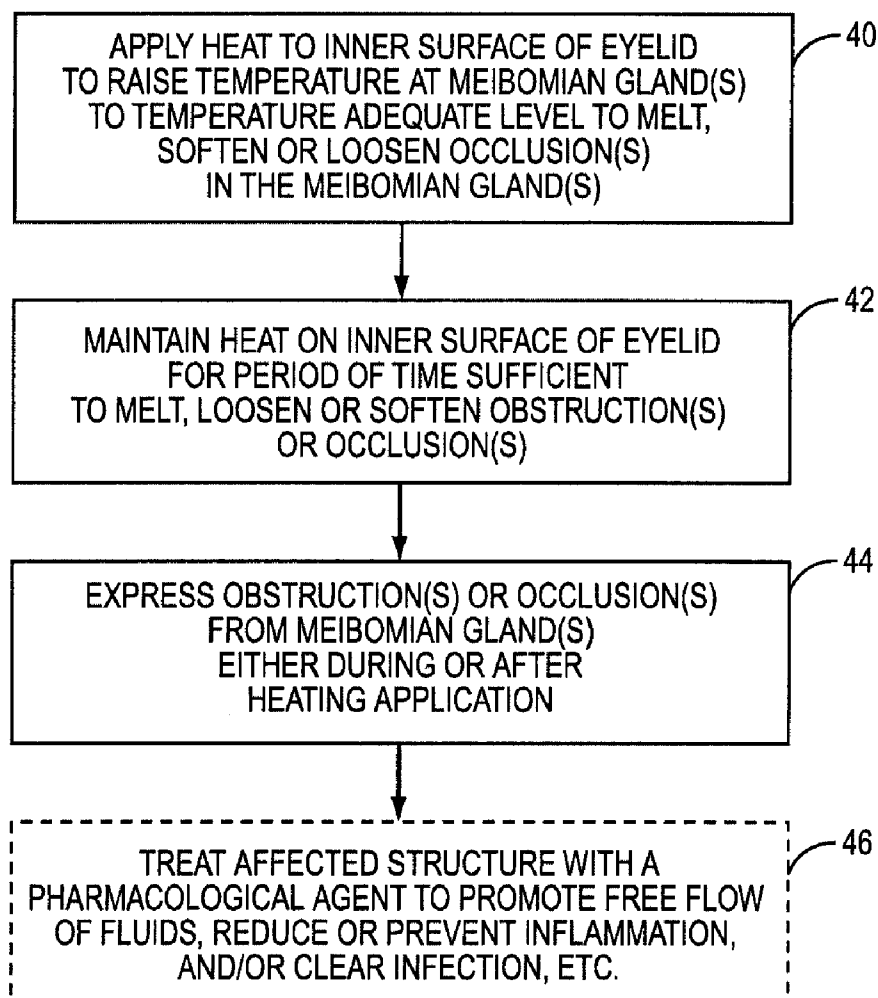 APPLY HEAT TO INNER SURFACE OF EYELID
TO RAISE TEMPERATURE AT MEIBOMIAN GLAND(S)
TO TEMPERATURE ADEQUATE LEVEL TO MELT,
SOFTEN OR LOOSEN OCCLUSION(S)
IN THE MEIBOMIAN GLAND(S)
40
MAINTAIN HEAT ON INNER SURFACE OF EYELID
FOR PERIOD OF TIME SUFFICIENT
TO MELT, LOOSEN OR SOFTEN OBSTRUCTION(S)
OR OCCLUSION(S)
42
EXPRESS OBSTRUCTION(S) OR OCCLUSION(S)
FROM MEIBOMIAN GLAND(S)
EITHER DURING OR AFTER
HEATING APPLICATION
44
TREAT AFFECTED STRUCTURE WITH A
PHARMACOLOGICAL AGENT TO PROMOTE FREE FLOW
OF FLUIDS, REDUCE OR PREVENT INFLAMMATION,
AND/OR CLEAR INFECTION, ETC.
46